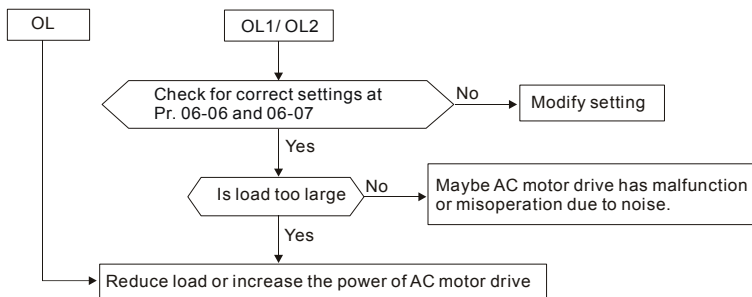 OL
OL1/ OL2
Check for correct settings at
Pr. 06-06 and 06-07
No
Modify setting
Yes
Is load too large
No
Maybe AC motor drive has malfunction
or misoperation due to noise.
Yes
Reduce load or increase the power of AC motor drive